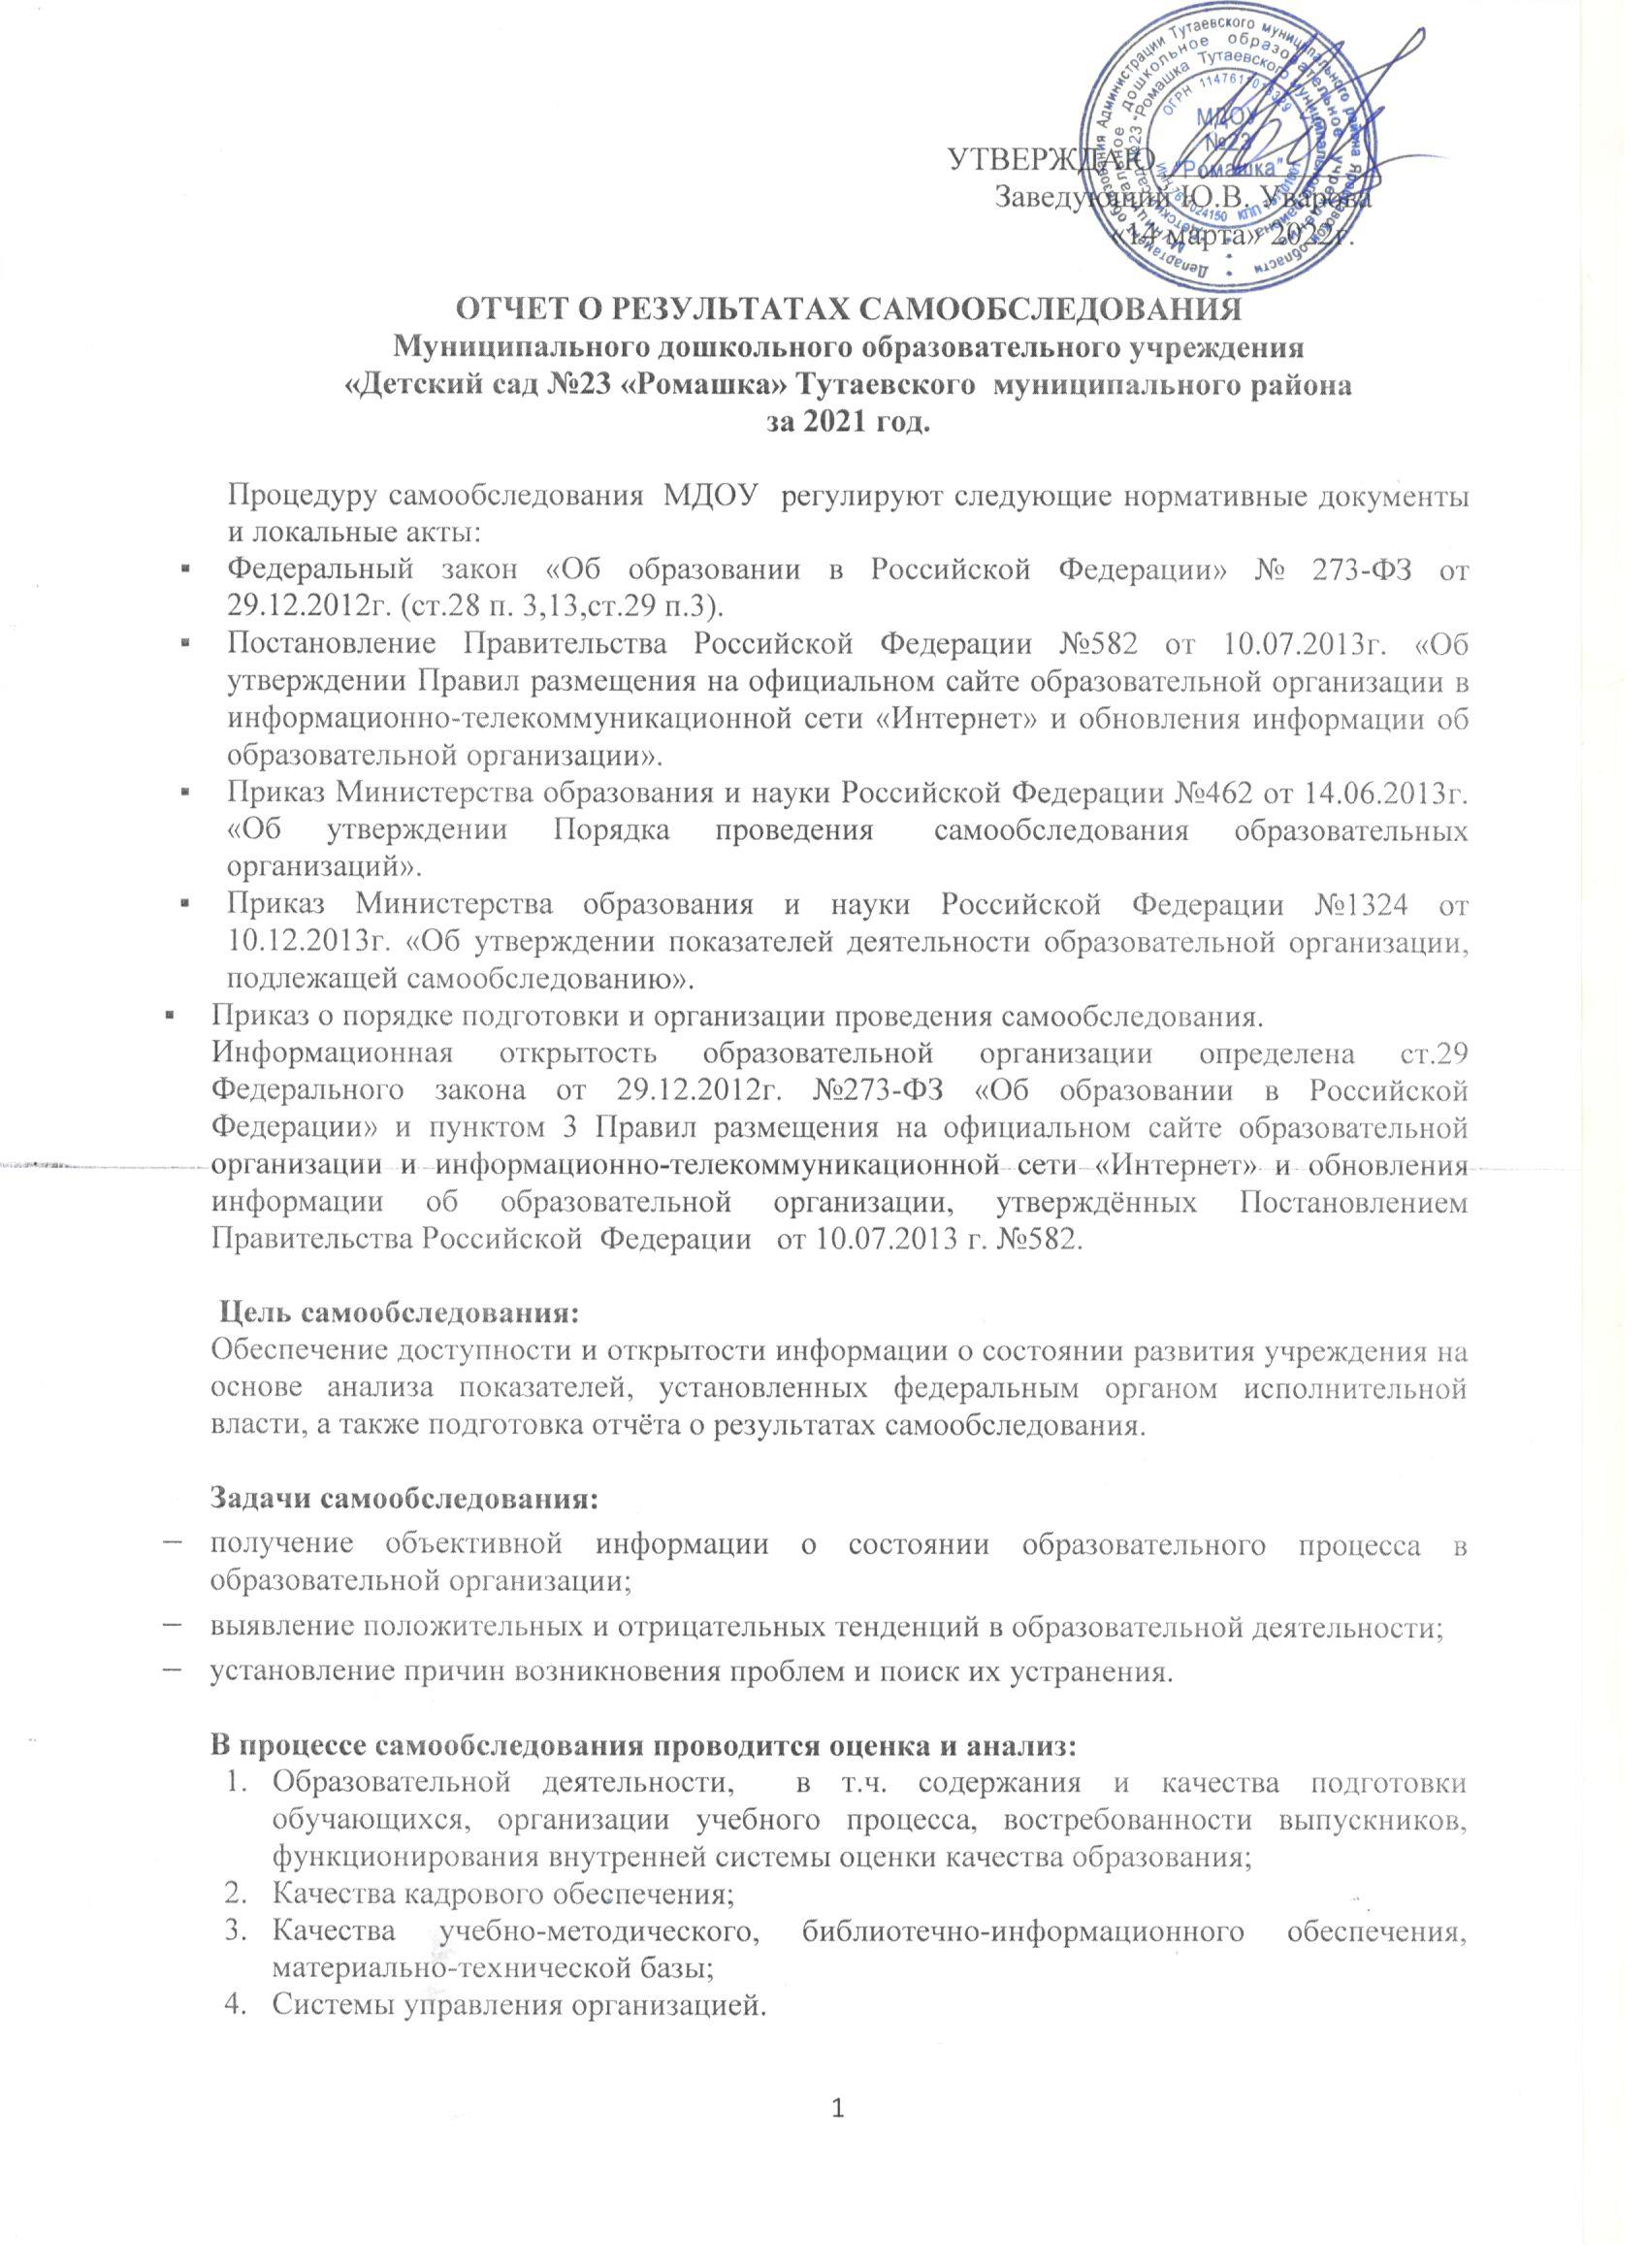 УТВЕРЖДАЮ
Заведующий Ю.В. Уварова
«14 марта» 2022г.
МДОУ
№23
"Ромашка"
ОТЧЕТ О РЕЗУЛЬТАТАХ САМООБСЛЕДОВАНИЯ
Муниципального дошкольного образовательного учреждения
«Детский сад №23 «Ромашка» Тутаевского муниципального района
за 2021 год.
Процедуру самообследования МДОУ регулируют следующие нормативные документы
и локальные акты:
▪ Федеральный закон «Об образовании в Российской Федерации» № 273-ФЗ от
29.12.2012г. (ст.28 п. 3,13,ст.29 п.3).
▪ Постановление Правительства Российской Федерации №582 от 10.07.2013г. «Об
утверждении Правил размещения на официальном сайте образовательной организации в
информационно-телекоммуникационной сети «Интернет» и обновления информации об
образовательной организации».
▪ Приказ Министерства образования и науки Российской Федерации №462 от 14.06.2013г.
«Об утверждении Порядка проведения самообследования образовательных
организаций».
▪ Приказ Министерства образования и науки Российской Федерации №1324 от
10.12.2013г. «Об утверждении показателей деятельности образовательной организации,
подлежащей самообследованию».
▪ Приказ о порядке подготовки и организации проведения самообследования.
Информационная открытость образовательной организации определена ст.29
Федерального закона от 29.12.2012г. №273-ФЗ «Об образовании в Российской
Федерации» и пунктом 3 Правил размещения на официальном сайте образовательной
организации и информационно-телекоммуникационной сети «Интернет» и обновления
информации об образовательной организации, утверждённых Постановлением
Правительства Российской Федерации от 10.07.2013 г. №582.
Цель самообследования:
Обеспечение доступности и открытости информации о состоянии развития учреждения на
основе анализа показателей, установленных федеральным органом исполнительной
власти, а также подготовка отчёта о результатах самообследования.
Задачи самообследования:
– получение объективной информации о состоянии образовательного процесса в
образовательной организации;
– выявление положительных и отрицательных тенденций в образовательной деятельности;
– установление причин возникновения проблем и поиск их устранения.
В процессе самообследования проводится оценка и анализ:
1. Образовательной деятельности, в т.ч. содержания и качества подготовки
обучающихся, организации учебного процесса, востребованности выпускников,
функционирования внутренней системы оценки качества образования;
2. Качества кадрового обеспечения;
3. Качества учебно-методического, библиотечно-информационного обеспечения,
материально-технической базы;
4. Системы управления организацией.
1